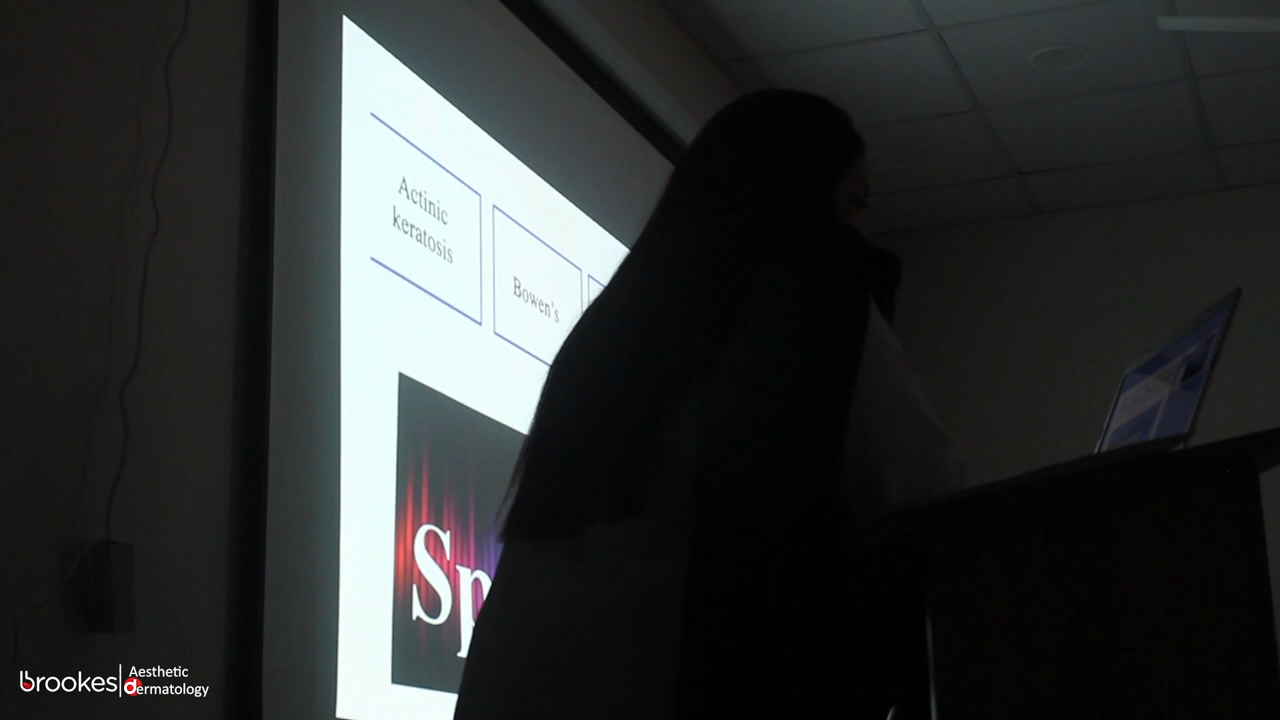 Actinic
keratosis
Bowen's
Sp
brookes
Aesthetic
dermatology